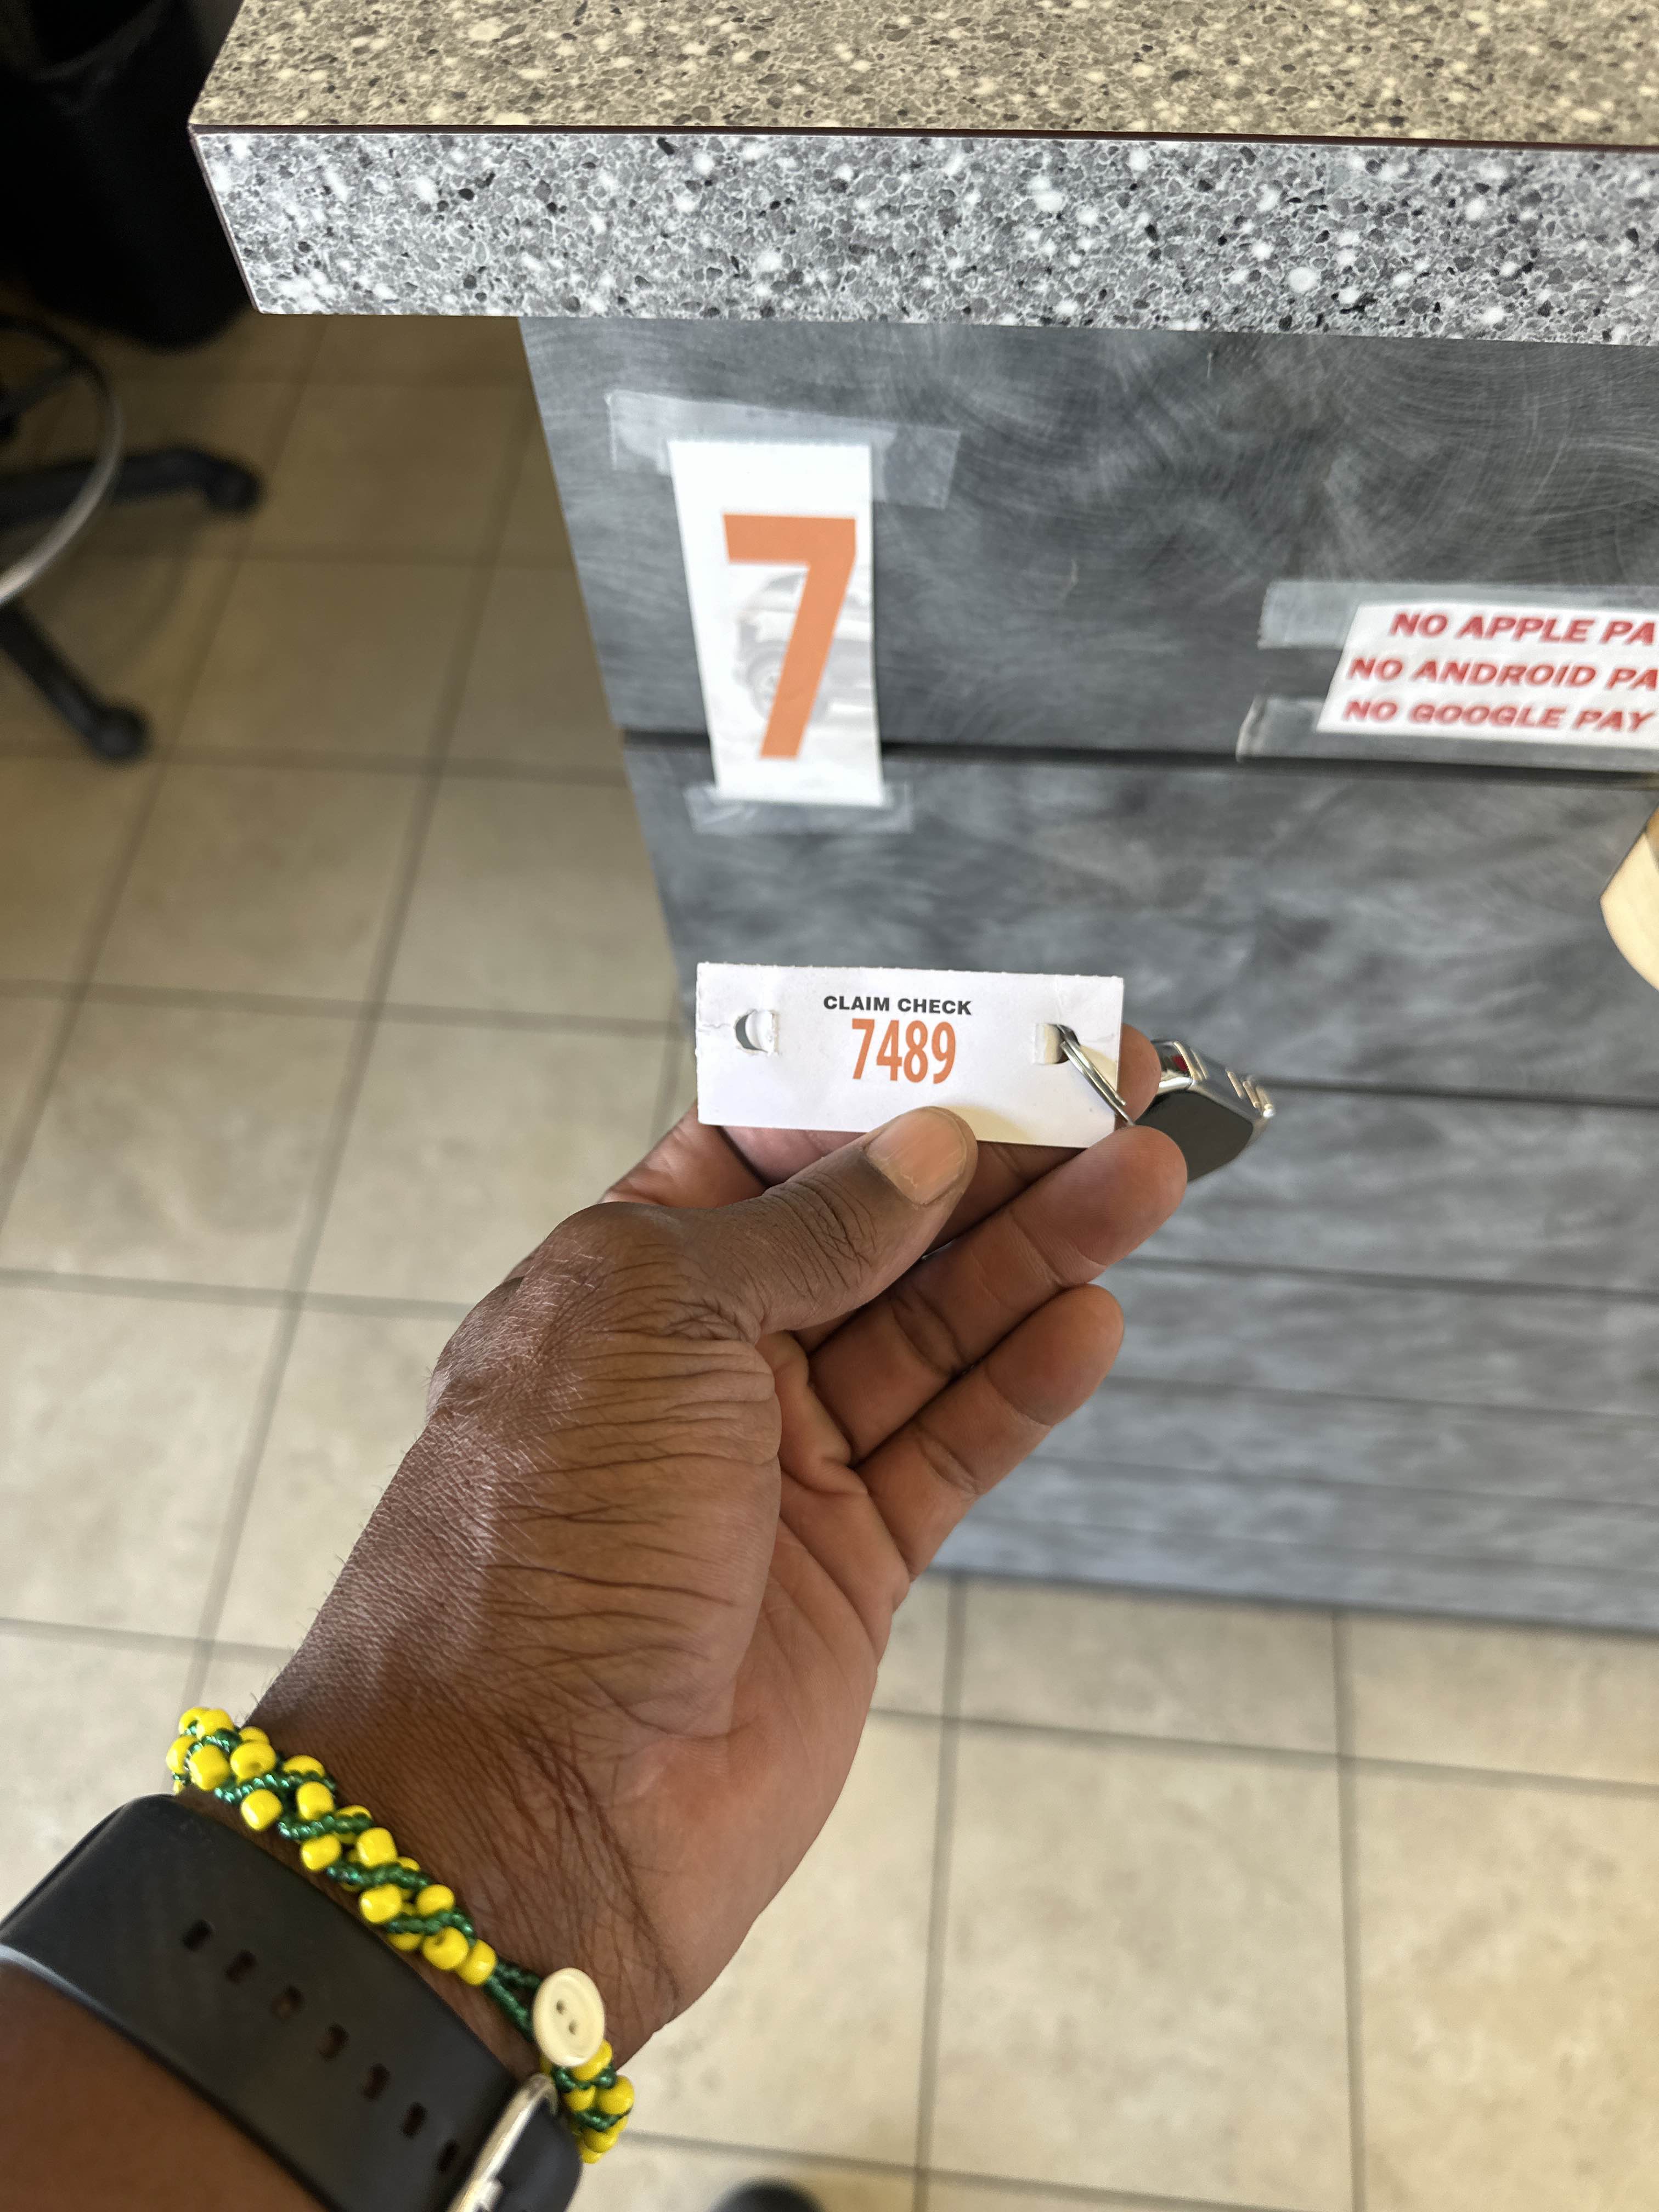 7
NO APPLE PA
NO ANDROID PA
NO GOOGLE PAY
CLAIM CHECK
7489